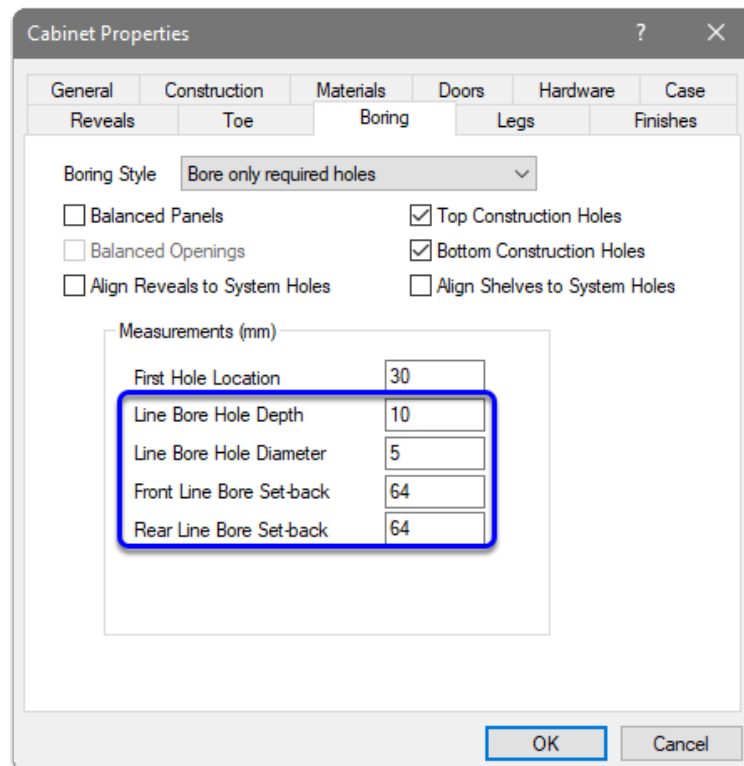 Cabinet Properties ? ×
General Construction Materials Doors Hardware Case
Reveals Toe Boring Legs Finishes
Boring Style Bore only required holes
Balanced Panels Top Construction Holes
Balanced Openings Bottom Construction Holes
Align Reveals to System Holes Align Shelves to System Holes
Measurements (mm)
First Hole Location 30
Line Bore Hole Depth 10
Line Bore Hole Diameter 5
Front Line Bore Set-back 64
Rear Line Bore Set-back 64
OK Cancel